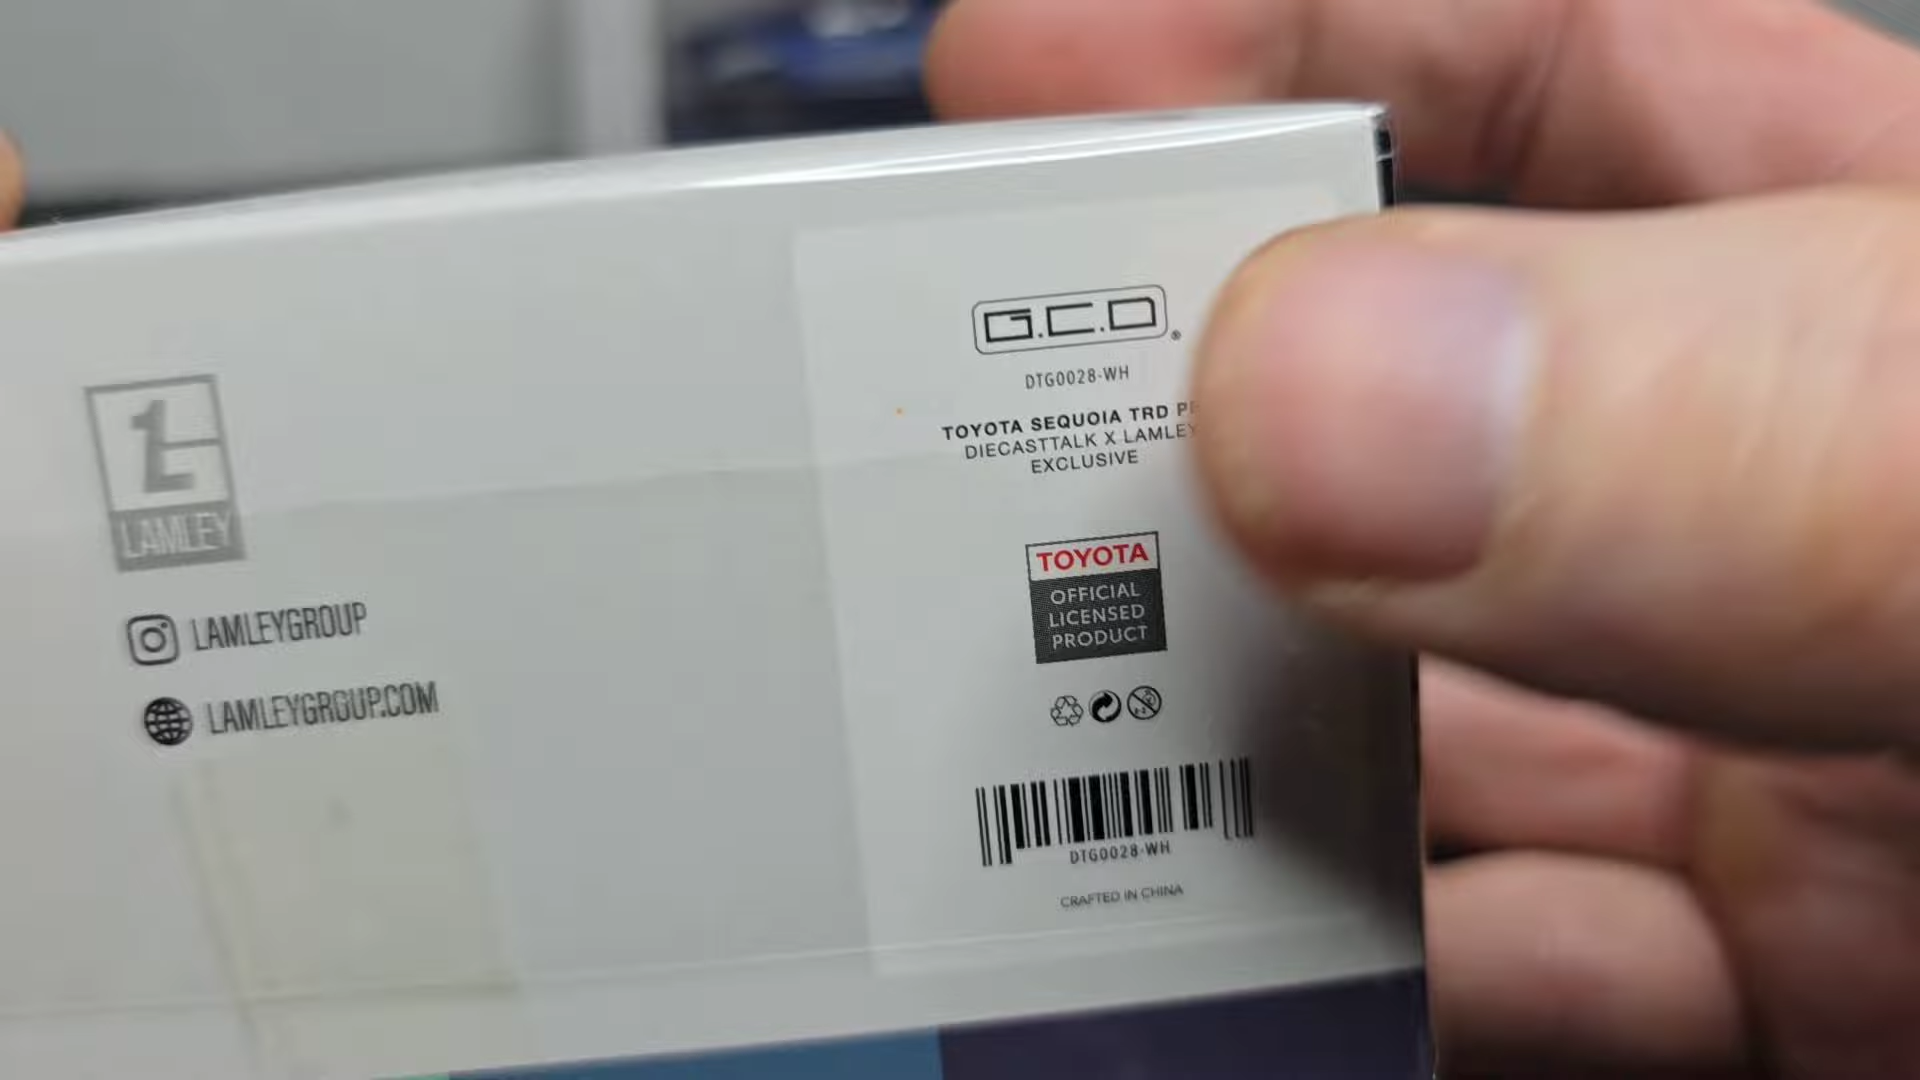 LAMLEY
LAMLEYGROUP
LAMLEYGROUP.COM
G.C.D®
DTG0028-WH
TOYOTA SEQUOIA TRD
DIECASTTALK X LAMLEY
EXCLUSIVE
TOYOTA
OFFICIAL
LICENSED
PRODUCT
DTG0028-WH
CRAFTED IN CHINA